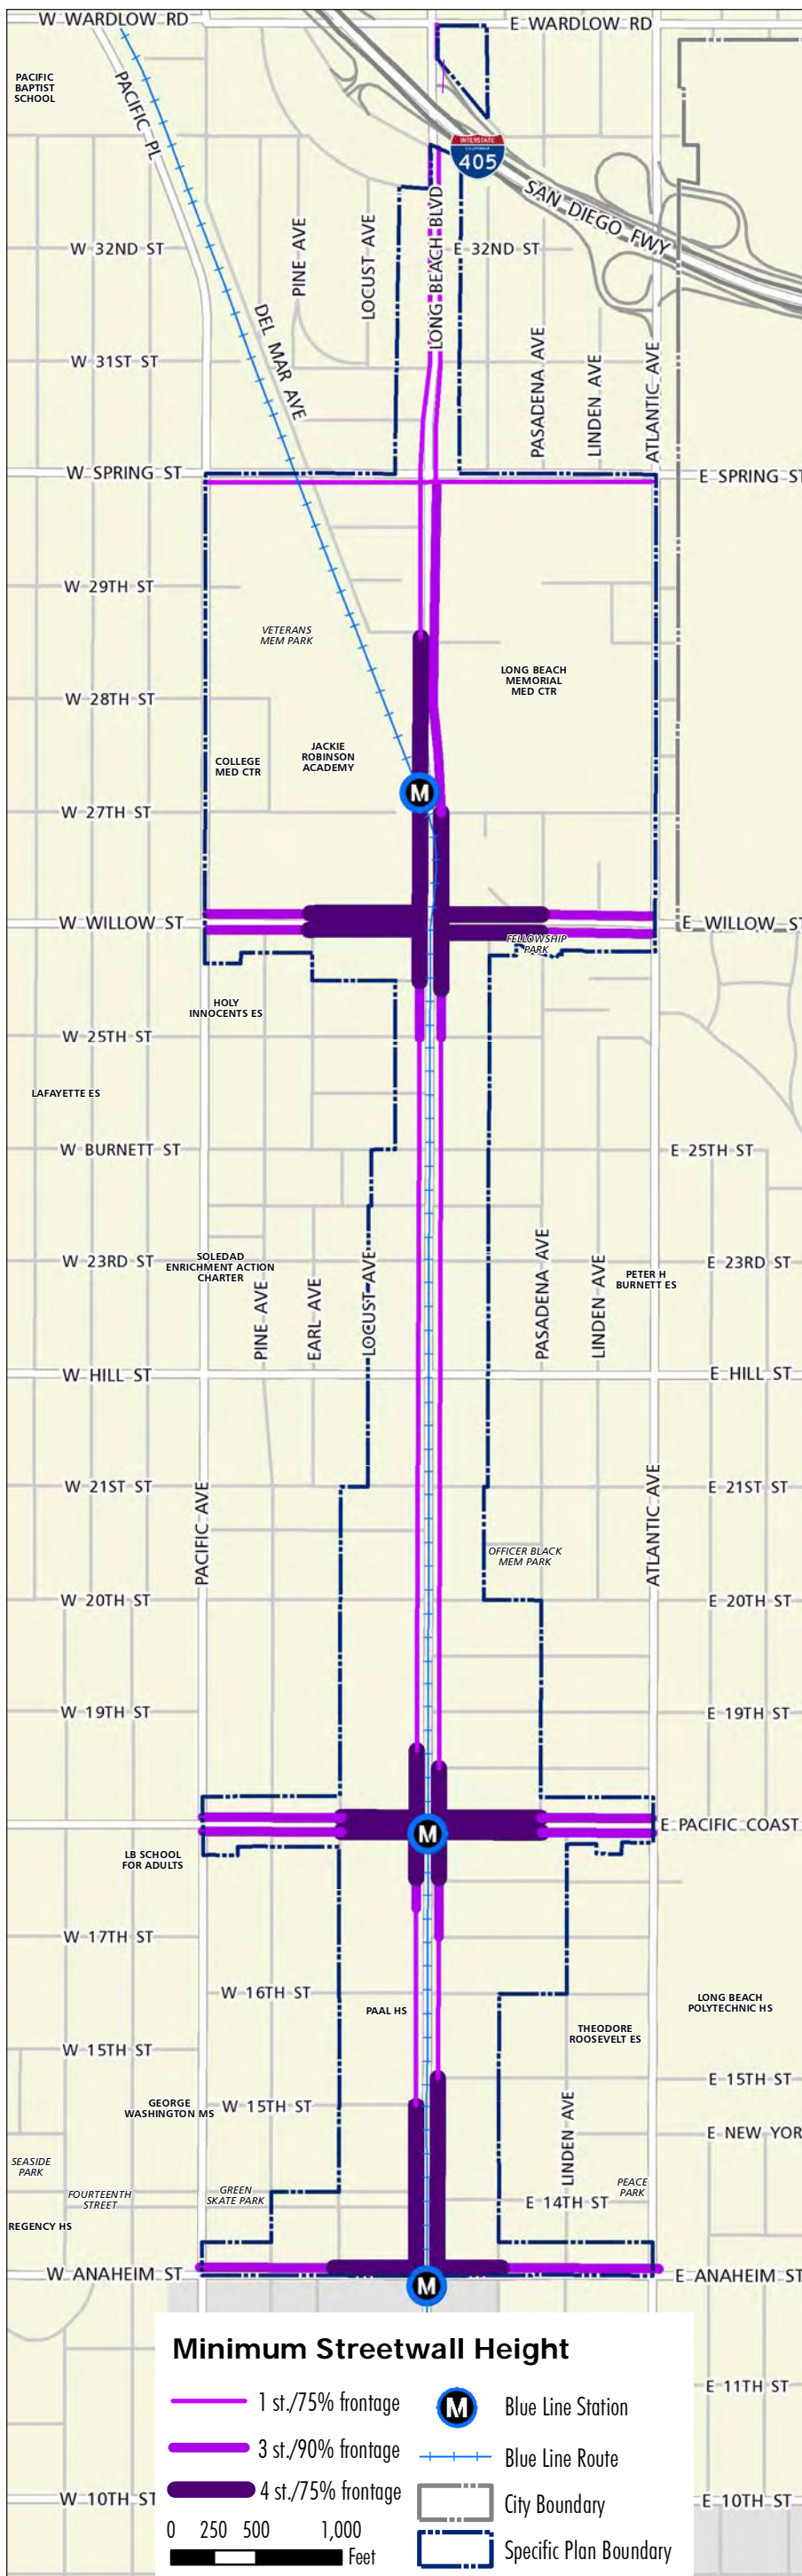 W WARDLOW RD
E WARDLOW RD
PACIFIC
BAPTIST
SCHOOL
PACIFIC PL
INTERSTATE
CALIFORNIA
405
SAN DIEGO FWY
W 32ND ST
PINE AVE
LOCUST AVE
LONG BEACH BLVD
E 32ND ST
DEL MAR AVE
W 31ST ST
PASADENA AVE
LINDEN AVE
ATLANTIC AVE
W SPRING ST
E SPRING ST
W 29TH ST
VETERANS
MEM PARK
LONG BEACH
MEMORIAL
MED CTR
W 28TH ST
COLLEGE
MED CTR
JACKIE
ROBINSON
ACADEMY
M
W 27TH ST
W WILLOW ST
E WILLOW ST
FELLOWSHIP
PARK
HOLY
INNOCENTS ES
W 25TH ST
LAFAYETTE ES
W BURNETT ST
E 25TH ST
W 23RD ST
SOLEDAD
ENRICHMENT ACTION
CHARTER
E 23RD ST
PETER H
BURNETT ES
PINE AVE
EARL AVE
LOCUST AVE
PASADENA AVE
LINDEN AVE
W HILL ST
E HILL ST
W 21ST ST
E 21ST ST
PACIFIC AVE
ATLANTIC AVE
OFFICER BLACK
MEM PARK
W 20TH ST
E 20TH ST
W 19TH ST
E 19TH ST
E PACIFIC COAST
M
LB SCHOOL
FOR ADULTS
W 17TH ST
W 16TH ST
PAAL HS
LONG BEACH
POLYTECHNIC HS
THEODORE
ROOSEVELT ES
W 15TH ST
E 15TH ST
GEORGE
WASHINGTON MS
W 15TH ST
LINDEN AVE
E NEW YOR
SEASIDE
PARK
FOURTEENTH
STREET
GREEN
SKATE PARK
PEACE
PARK
E 14TH ST
REGENCY HS
W ANAHEIM ST
E ANAHEIM ST
M
Minimum Streetwall Height
1 st./75% frontage
3 st./90% frontage
4 st./75% frontage
0 250 500 1,000
Feet
M
Blue Line Station
Blue Line Route
City Boundary
Specific Plan Boundary
E 11TH ST
W 10TH ST
E 10TH ST